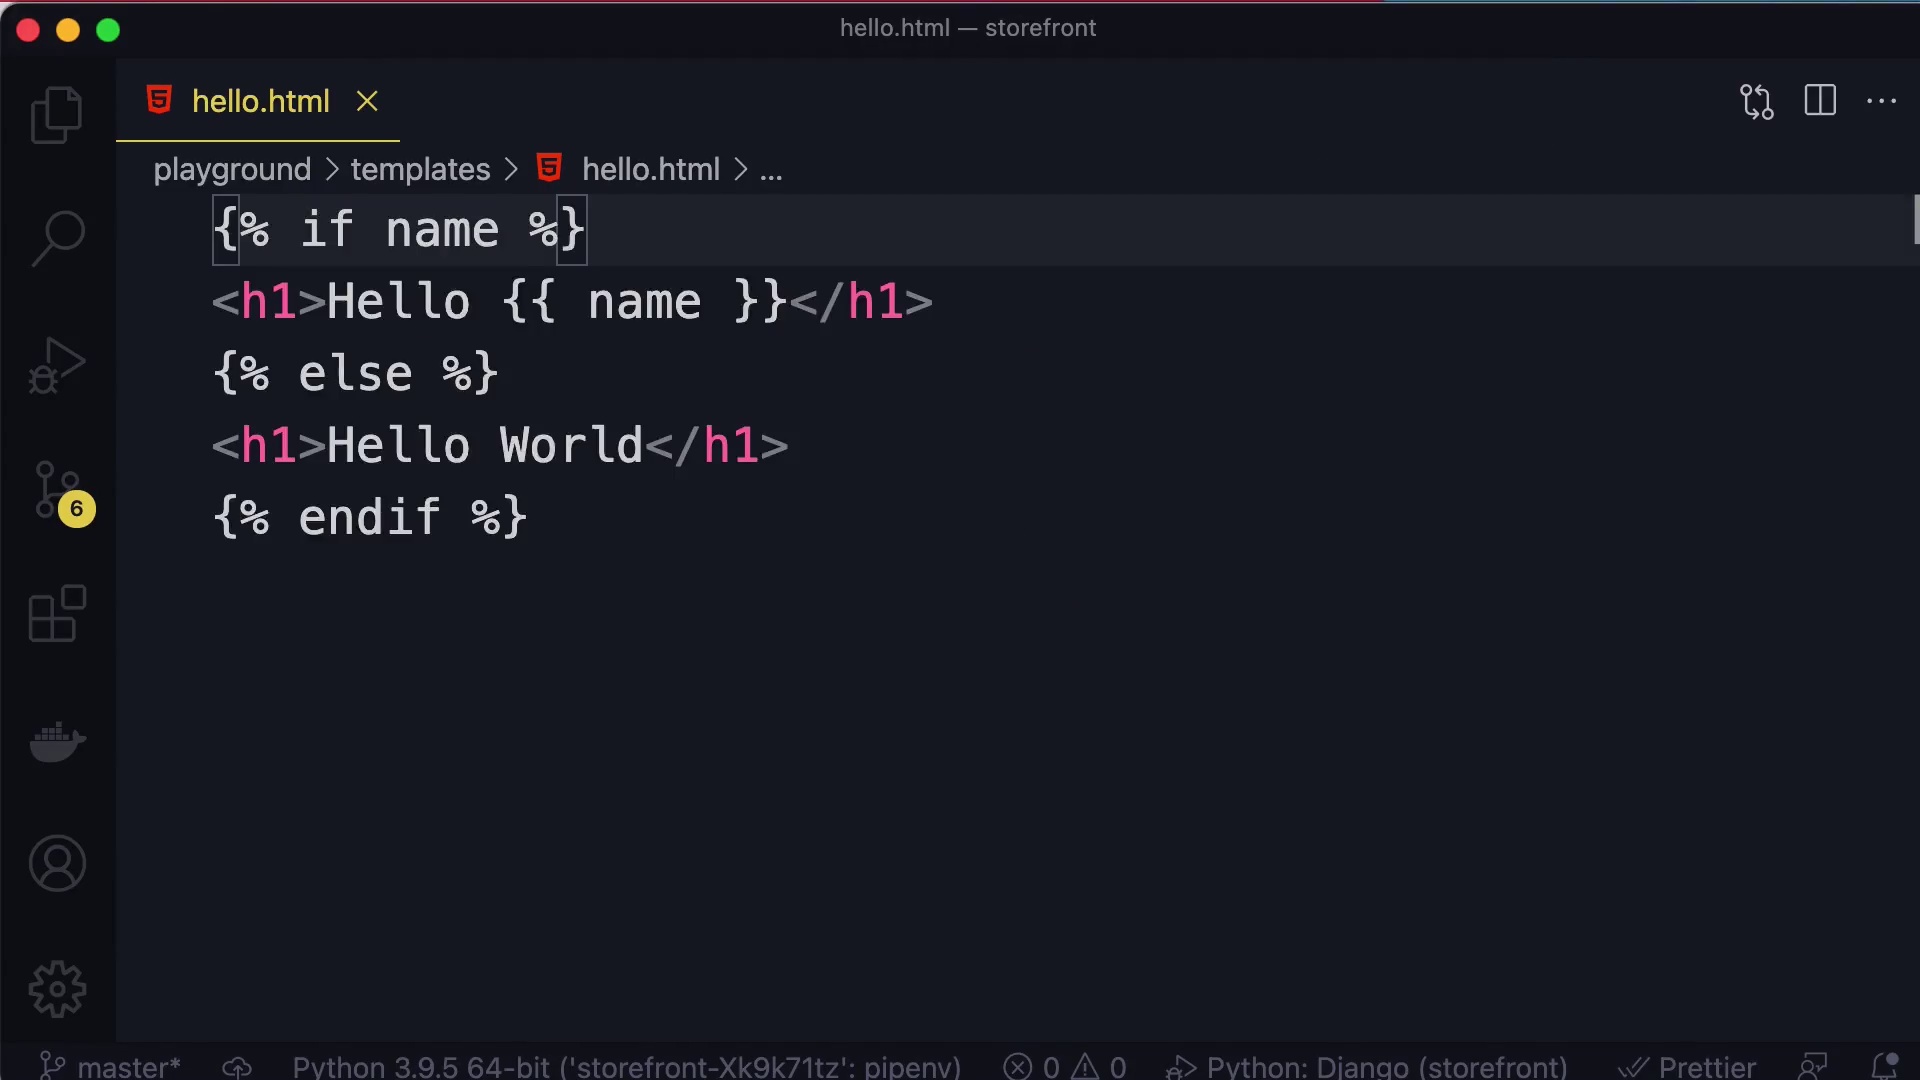 hello.html — storefront
hello.html
playground > templates > hello.html > ...
{% if name %}
<h1>Hello {{ name }}</h1>
{% else %}
<h1>Hello World</h1>
{% endif %}
6
master* Python 3.9.5 64-bit ('storefront-Xk9k71tz': pipenv) 0 0 Python: Django (storefront) Prettier